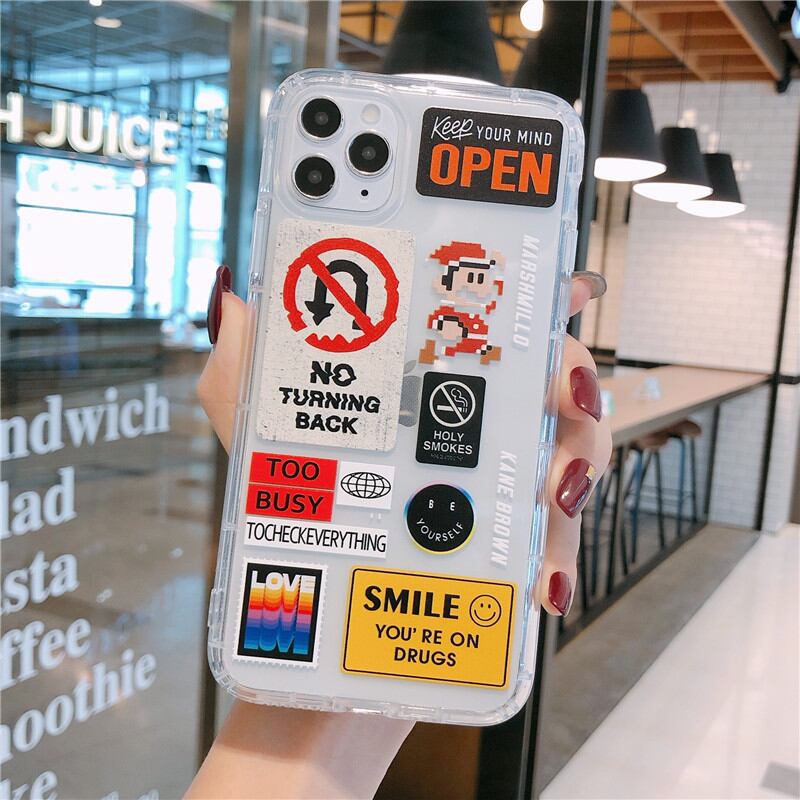 H JUICE
ndwich
lad
sta
ffee
noothie
ke
Keep YOUR MIND
OPEN
MARSHMILLO
NO
TURNING
BACK
HOLY
SMOKES
KANE BROWN
TOO
BUSY
TOCHECKEVERYTHING
BE
YOURSELF
LOVE
SMILE
YOU'RE ON
DRUGS